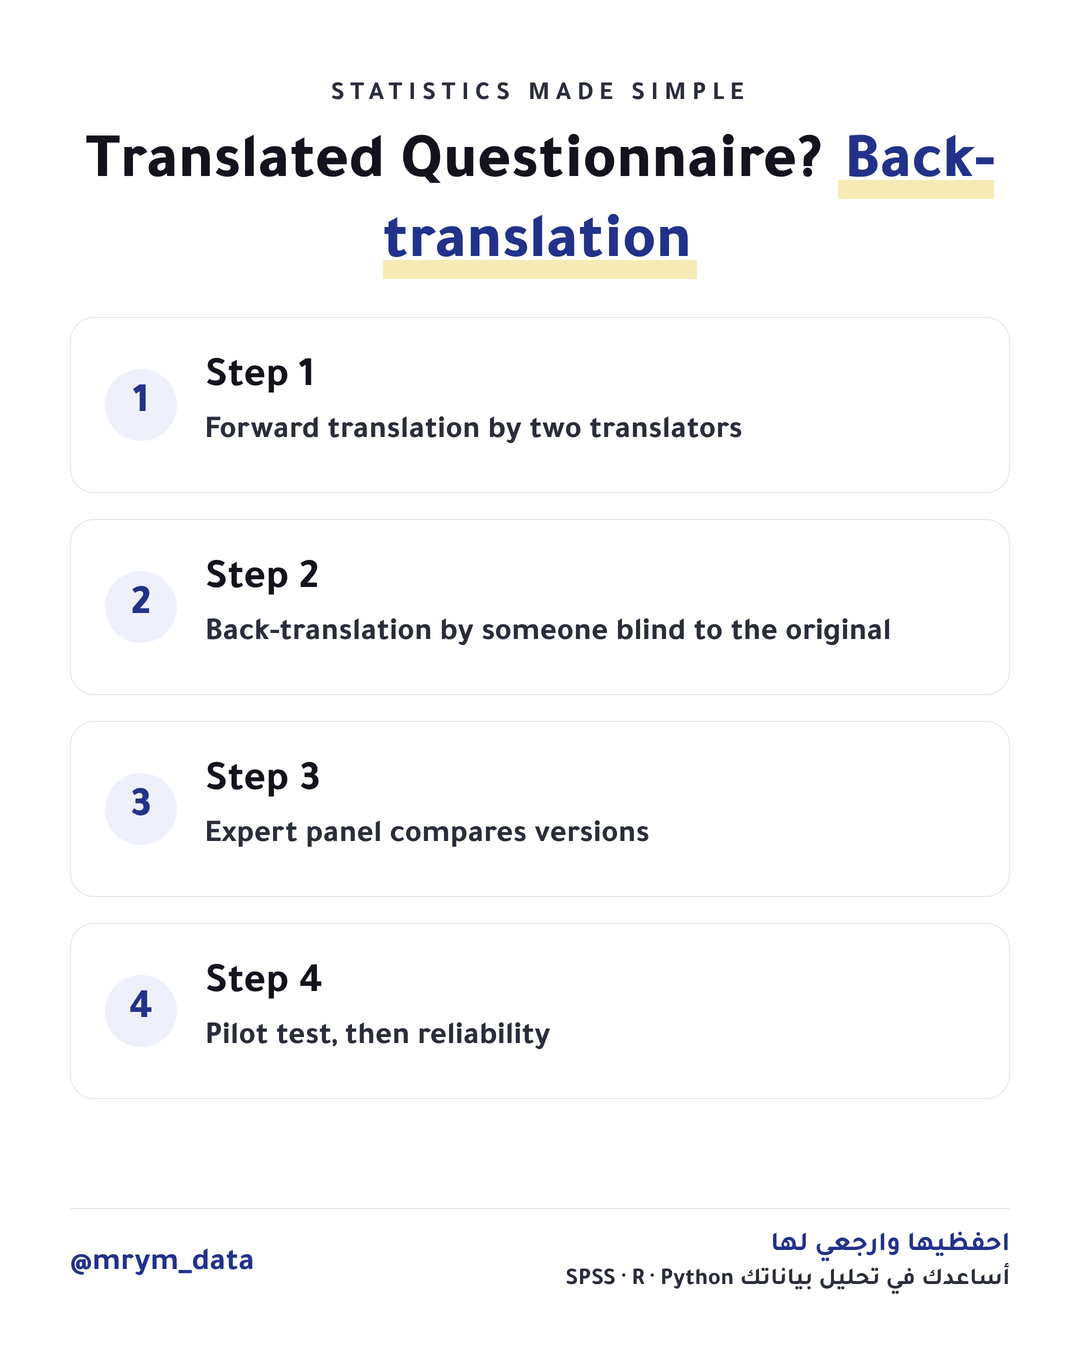 STATISTICS MADE SIMPLE
Translated Questionnaire? Back-
translation
1
Step 1
Forward translation by two translators
2
Step 2
Back-translation by someone blind to the original
3
Step 3
Expert panel compares versions
4
Step 4
Pilot test, then reliability
@mrym_data
احفظيها وارجعي لها
أساعدك في تحليل بياناتك SPSS · R · Python